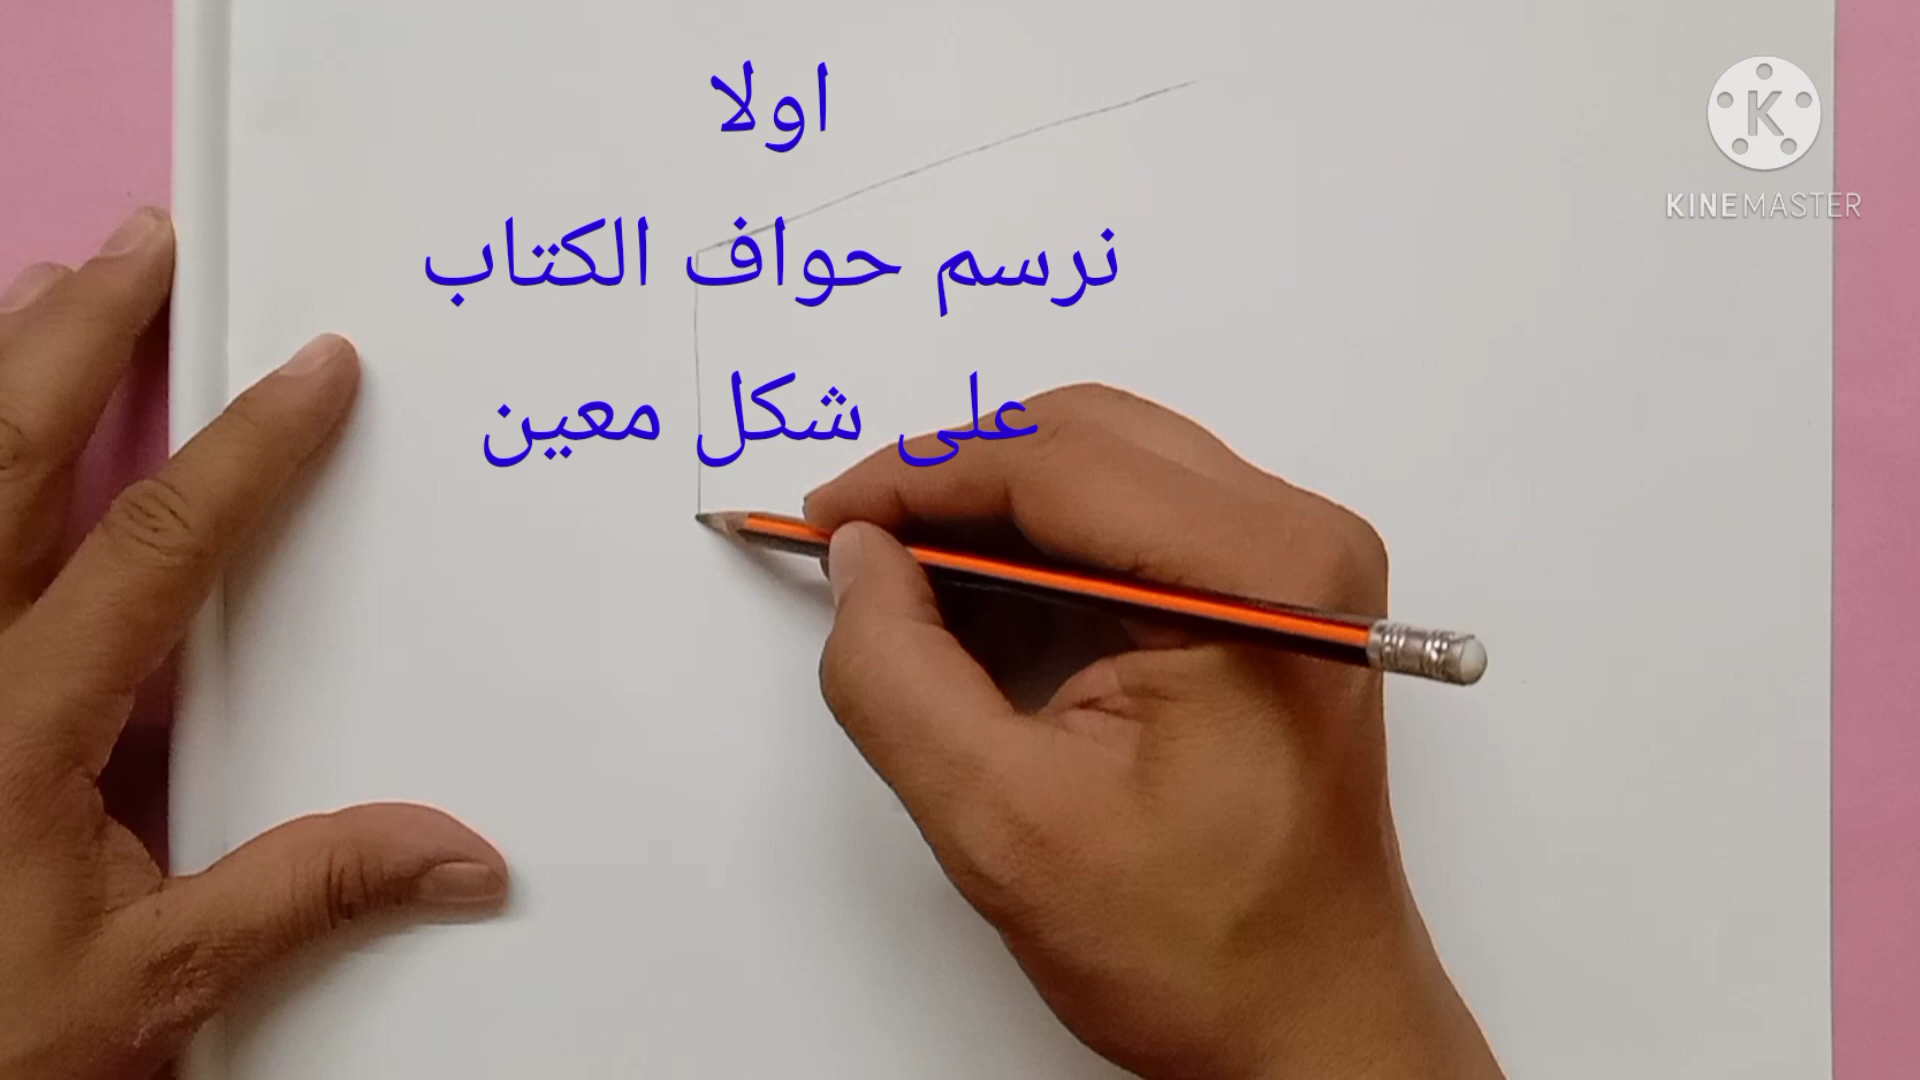 اولا
نرسم حواف الكتاب
على شكل معين
K
KINEMASTER